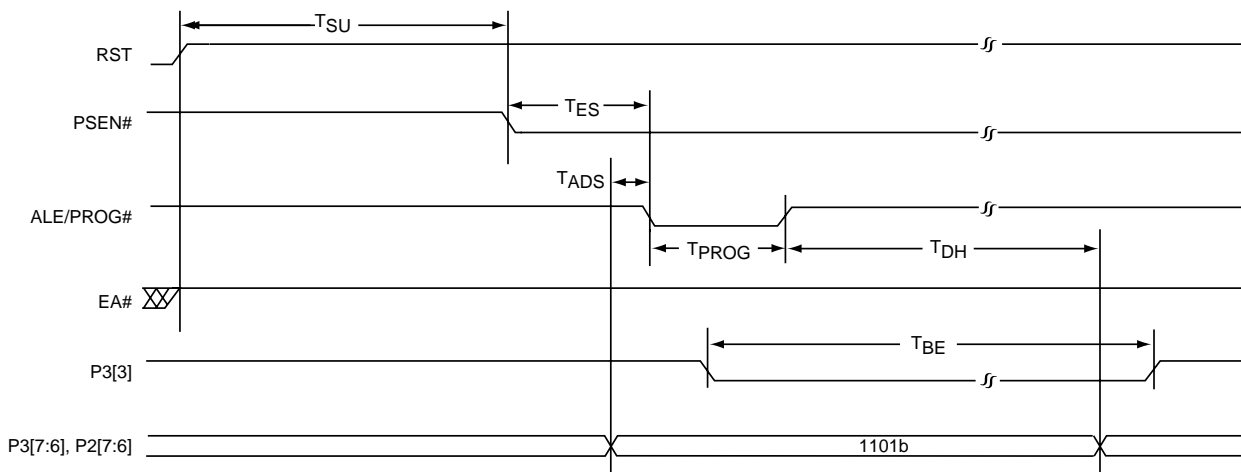 TSU
RST
TES
PSEN#
TADS
ALE/PROG#
TPROG
TDH
EA#
TBE
P3[3]
P3[7:6], P2[7:6]
1101b